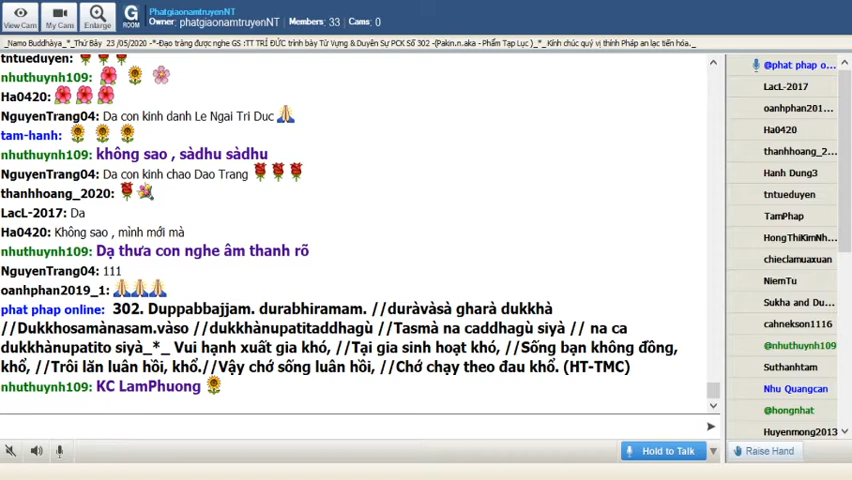 View Cam
My Cam
Enlarge
G
ROOM
PhatgiaonamtruyenNT
Owner: phatgiaonamtruyenNT Members: 33 Cams: 0
_Namo Buddhàya_*_Thứ Bảy 23 /05/2020 -*-Đạo tràng được nghe GS :TT TRÍ ĐỨC trình bày Từ Vựng & Duyên Sự PCK Số 302 -(Pakin.n.aka - Phẩm Tạp Lục )_*_ Kính chúc quý vị thính Pháp an lạc tiến hóa._
tntueduyen:
nhuthuynh109:
Ha0420:
NguyenTrang04: Da con kinh danh Le Ngai Tri Duc
tam-hanh:
nhuthuynh109: không sao , sàdhu sàdhu
NguyenTrang04: Da con kinh chao Dao Trang
thanhhoang_2020:
LacL-2017: Da
Ha0420: Không sao , mình mới mà
nhuthuynh109: Dạ thưa con nghe âm thanh rõ
NguyenTrang04: 111
oanhphan2019_1:
phat phap online: 302. Duppabbajjam. durabhiramam. //duràvàsà gharà dukkhà
//Dukkhosamànasam.vàso //dukkhànupatitaddhagù //Tasmà na caddhagù siyà // na ca
dukkhànupatito siyà_*_ Vui hạnh xuất gia khó, //Tại gia sinh hoạt khó, //Sống bạn không đồng,
khổ, //Trôi lăn luân hồi, khổ.//Vậy chớ sống luân hồi, //Chớ chạy theo đau khổ. (HT-TMC)
nhuthuynh109: KC LamPhuong
@phat phap o...
LacL-2017
oanhphan201...
Ha0420
thanhhoang_2...
Hanh Dung3
tntueduyen
TamPhap
HongThiKimNh...
chieclamuaxuan
NiemTu
Sukha and Du...
cahnekson1116
@nhuthuynh109
Suthanhtam
Nhu Quangcan
@hongnhat
Huyenmong2013
Hold to Talk
Raise Hand